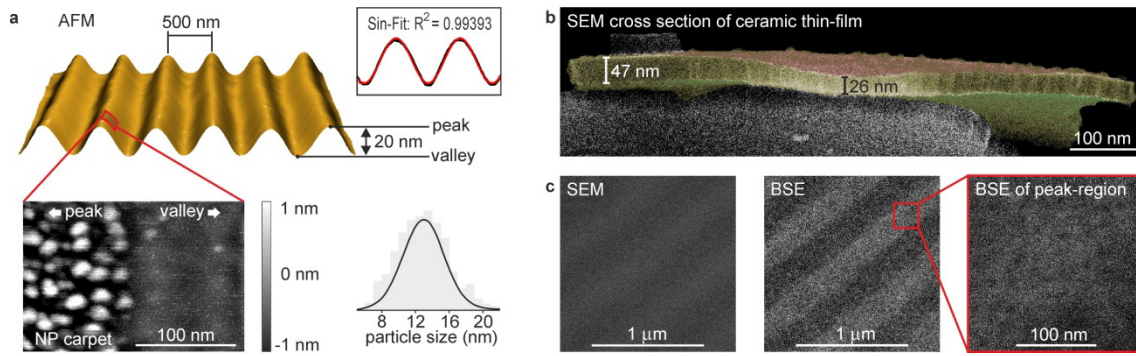 a
AFM
500 nm
Sin-Fit: R² = 0.99393
peak
20 nm
valley
peak
valley
NP carpet
100 nm
1 nm
0 nm
-1 nm
8 12 16 20
particle size (nm)
b
SEM cross section of ceramic thin-film
47 nm
26 nm
100 nm
c
SEM
1 µm
BSE
1 µm
BSE of peak-region
100 nm